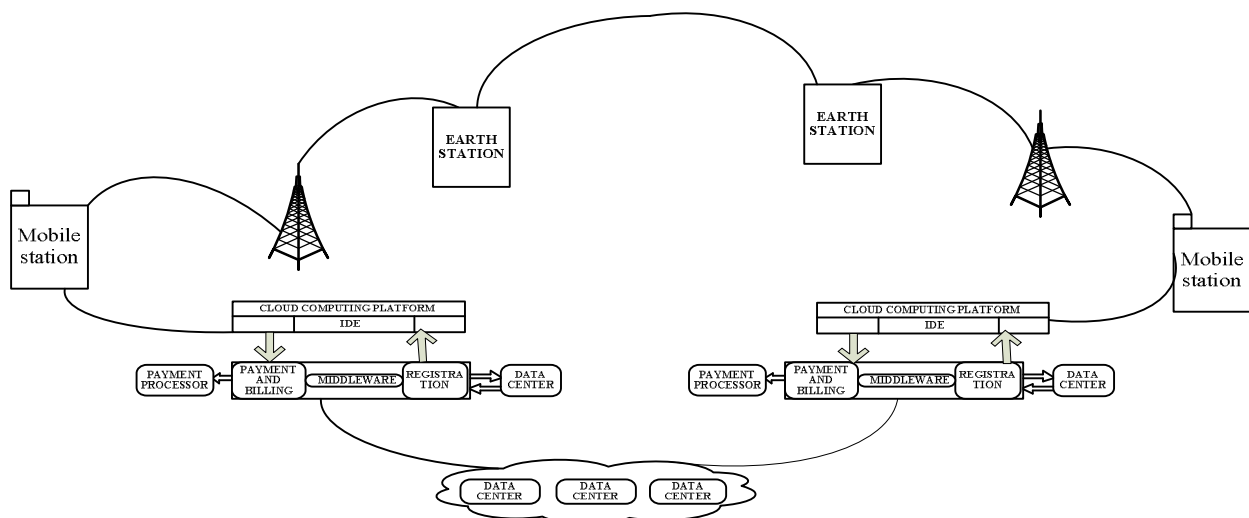 EARTH
STATION
EARTH
STATION
Mobile
station
Mobile
station
CLOUD COMPUTING PLATFORM
IDE
CLOUD COMPUTING PLATFORM
IDE
PAYMENT
PROCESSOR
PAYMENT
AND
BILLING
MIDDLEWARE
REGISTRA
TION
DATA
CENTER
PAYMENT
PROCESSOR
PAYMENT
AND
BILLING
MIDDLEWARE
REGISTRA
TION
DATA
CENTER
DATA
CENTER
DATA
CENTER
DATA
CENTER